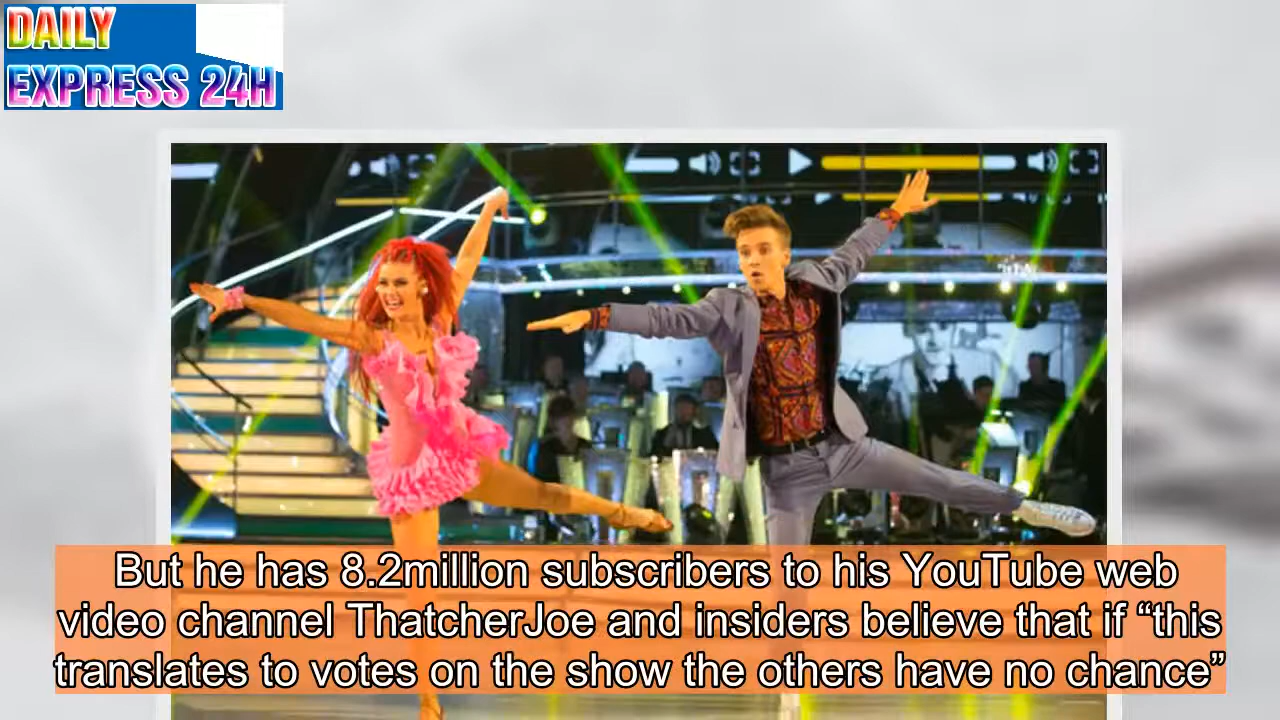 DAILY
EXPRESS 24H
But he has 8.2million subscribers to his YouTube web
video channel ThatcherJoe and insiders believe that if “this
translates to votes on the show the others have no chance”